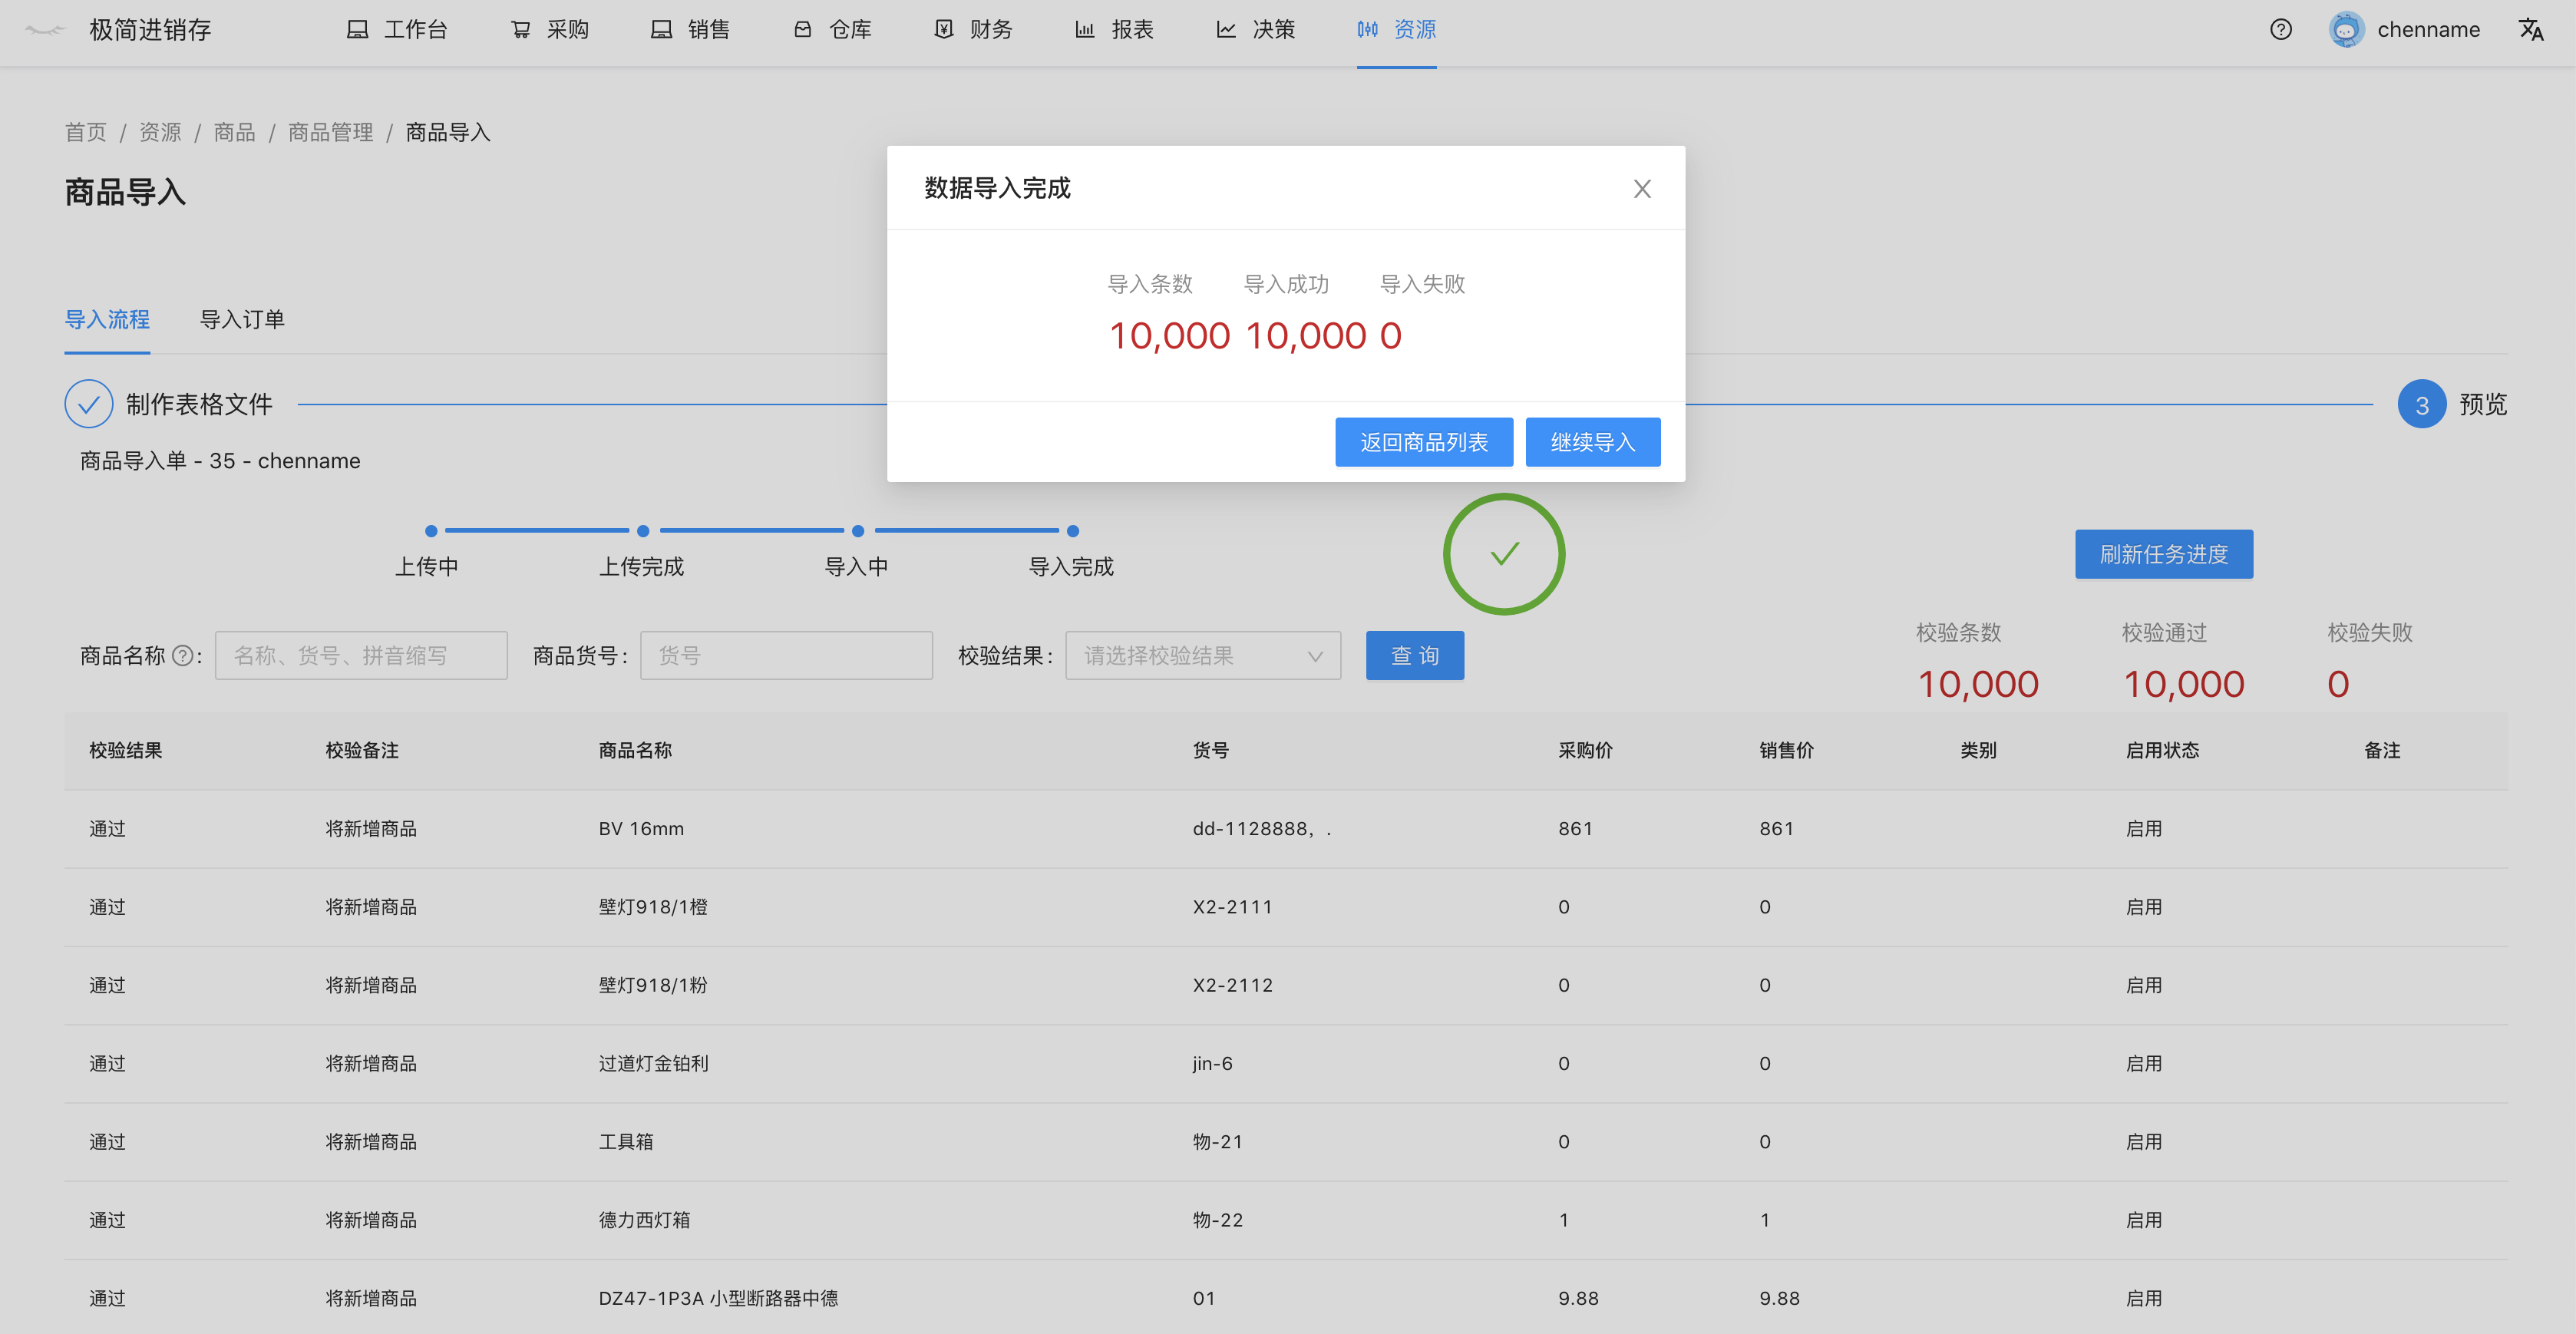 极简进销存 工作台 采购 销售 仓库 财务 报表 决策 资源 chenname
首页 / 资源 / 商品 / 商品管理 / 商品导入
商品导入
数据导入完成
导入条数 导入成功 导入失败
10,000 10,000 0
返回商品列表 继续导入
导入流程 导入订单
制作表格文件 3 预览
商品导入单 - 35 - chenname
上传中 上传完成 导入中 导入完成
刷新任务进度
商品名称 : 名称、货号、拼音缩写 商品货号 : 货号 校验结果 : 请选择校验结果 查 询
校验条数 校验通过 校验失败
10,000 10,000 0
校验结果 校验备注 商品名称 货号 采购价 销售价 类别 启用状态 备注
通过 将新增商品 BV 16mm dd-1128888，. 861 861 启用
通过 将新增商品 壁灯918/1橙 X2-2111 0 0 启用
通过 将新增商品 壁灯918/1粉 X2-2112 0 0 启用
通过 将新增商品 过道灯金铂利 jin-6 0 0 启用
通过 将新增商品 工具箱 物-21 0 0 启用
通过 将新增商品 德力西灯箱 物-22 1 1 启用
通过 将新增商品 DZ47-1P3A 小型断路器中德 01 9.88 9.88 启用